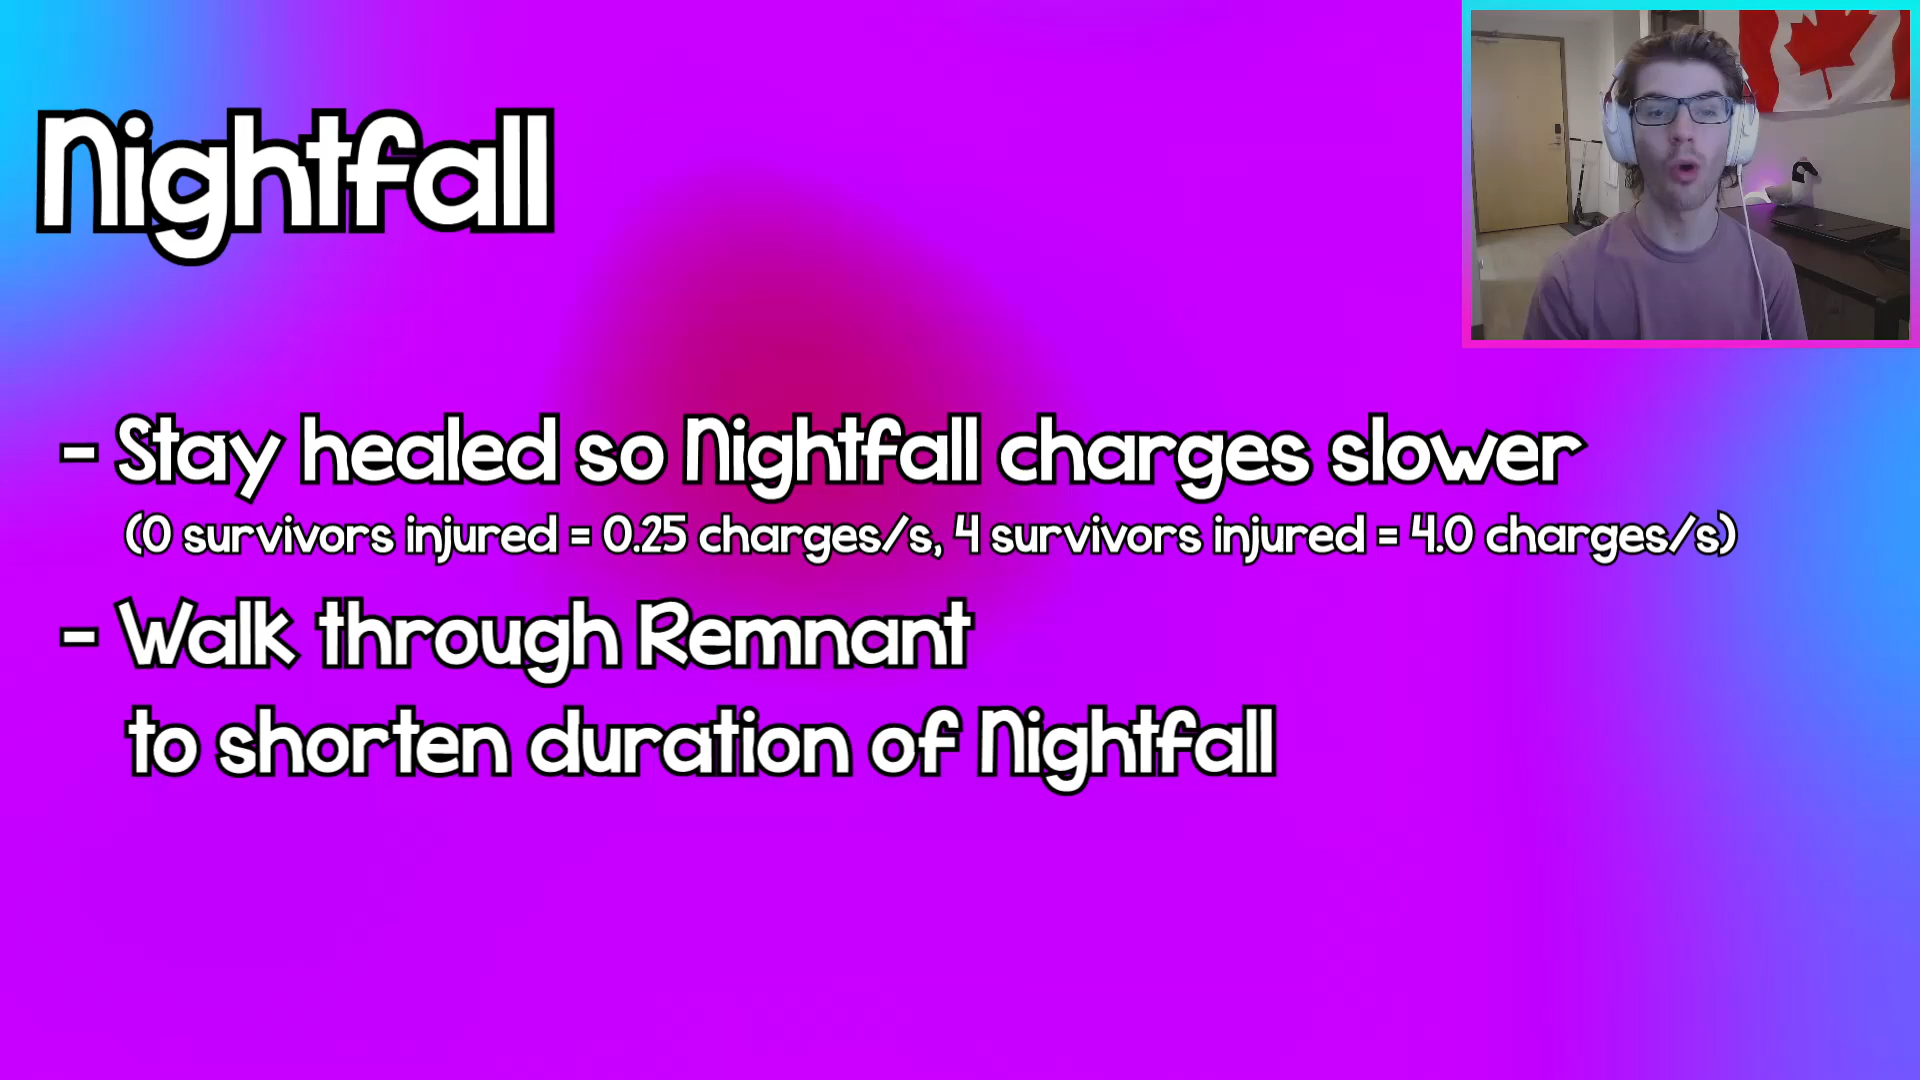 Nightfall
- Stay healed so Nightfall charges slower
(0 survivors injured = 0.25 charges/s, 4 survivors injured = 4.0 charges/s)
- Walk through Remnant
to shorten duration of Nightfall